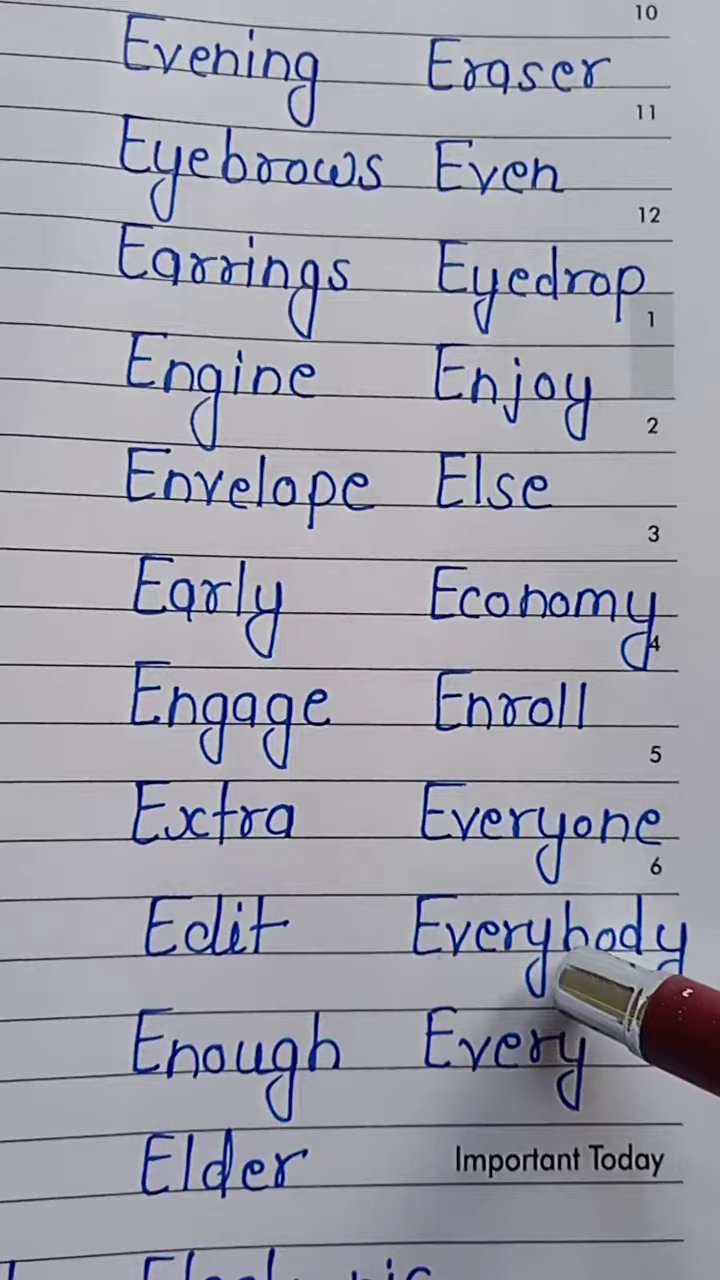 10
Evening Eraser
11
Eyebrows Even
12
Earrings Eyedrop
1
Engine Enjoy
2
Envelope Else
3
Early Economy
4
Engage Enroll
5
Extra Everyone
6
Edit Everybody
Enough Every
Elder Important Today